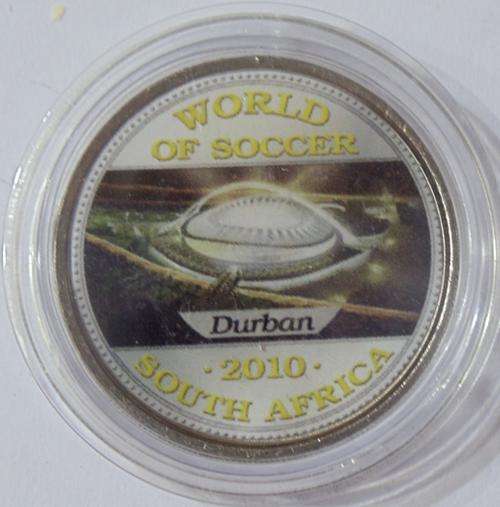 WORLD
OF SOCCER
Durban
· 2010 ·
SOUTH AFRICA